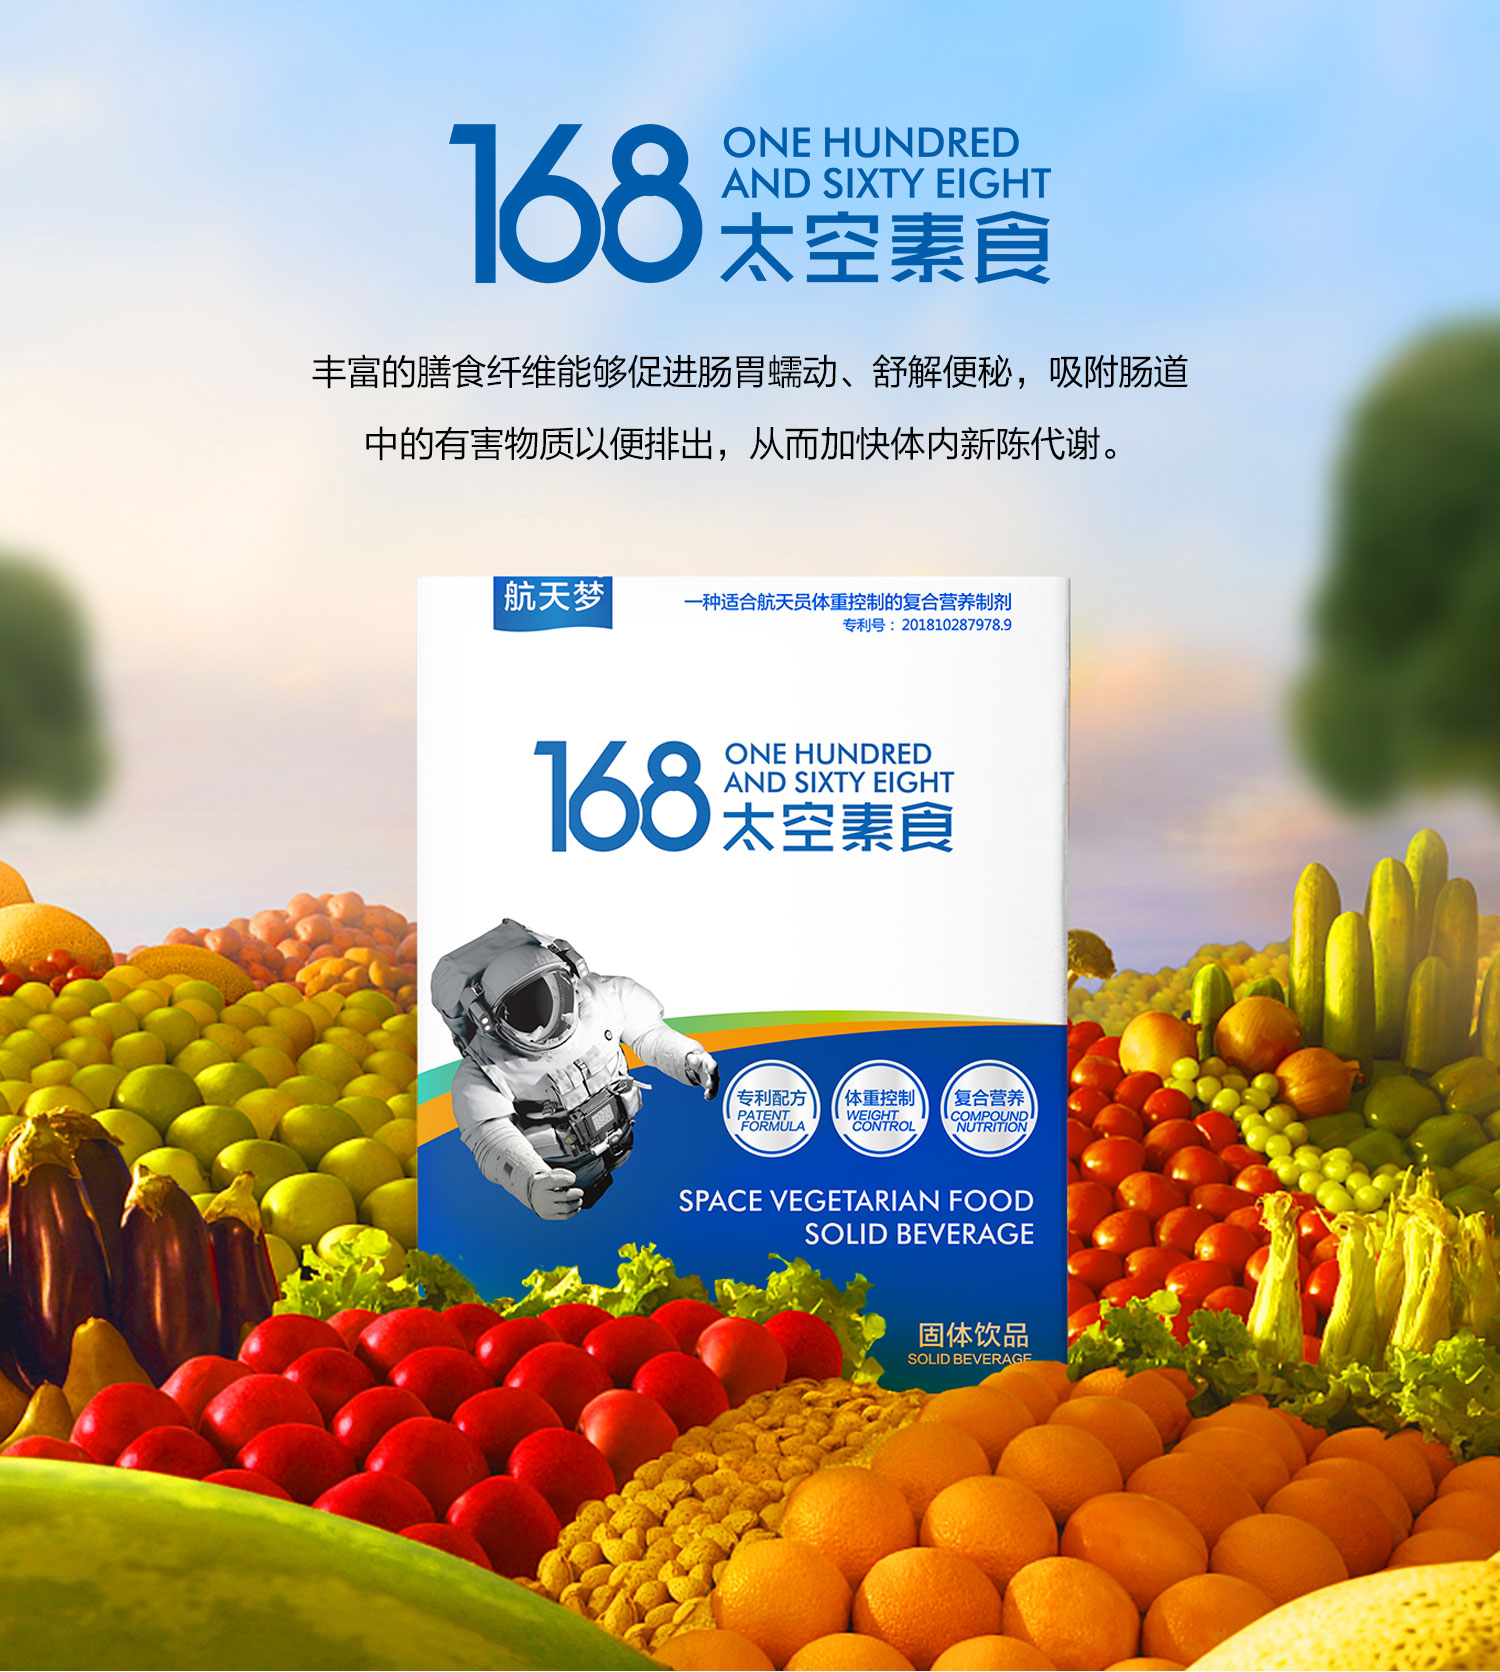 168
ONE HUNDRED
AND SIXTY EIGHT
太空素食
丰富的膳食纤维能够促进肠胃蠕动、舒解便秘，吸附肠道
中的有害物质以便排出，从而加快体内新陈代谢。
航天梦
一种适合航天员体重控制的复合营养制剂
专利号：201810287978.9
168
ONE HUNDRED
AND SIXTY EIGHT
太空素食
专利配方
PATENT
FORMULA
体重控制
WEIGHT
CONTROL
复合营养
COMPOUND
NUTRITION
SPACE VEGETARIAN FOOD
SOLID BEVERAGE
固体饮品
SOLID BEVERAGE